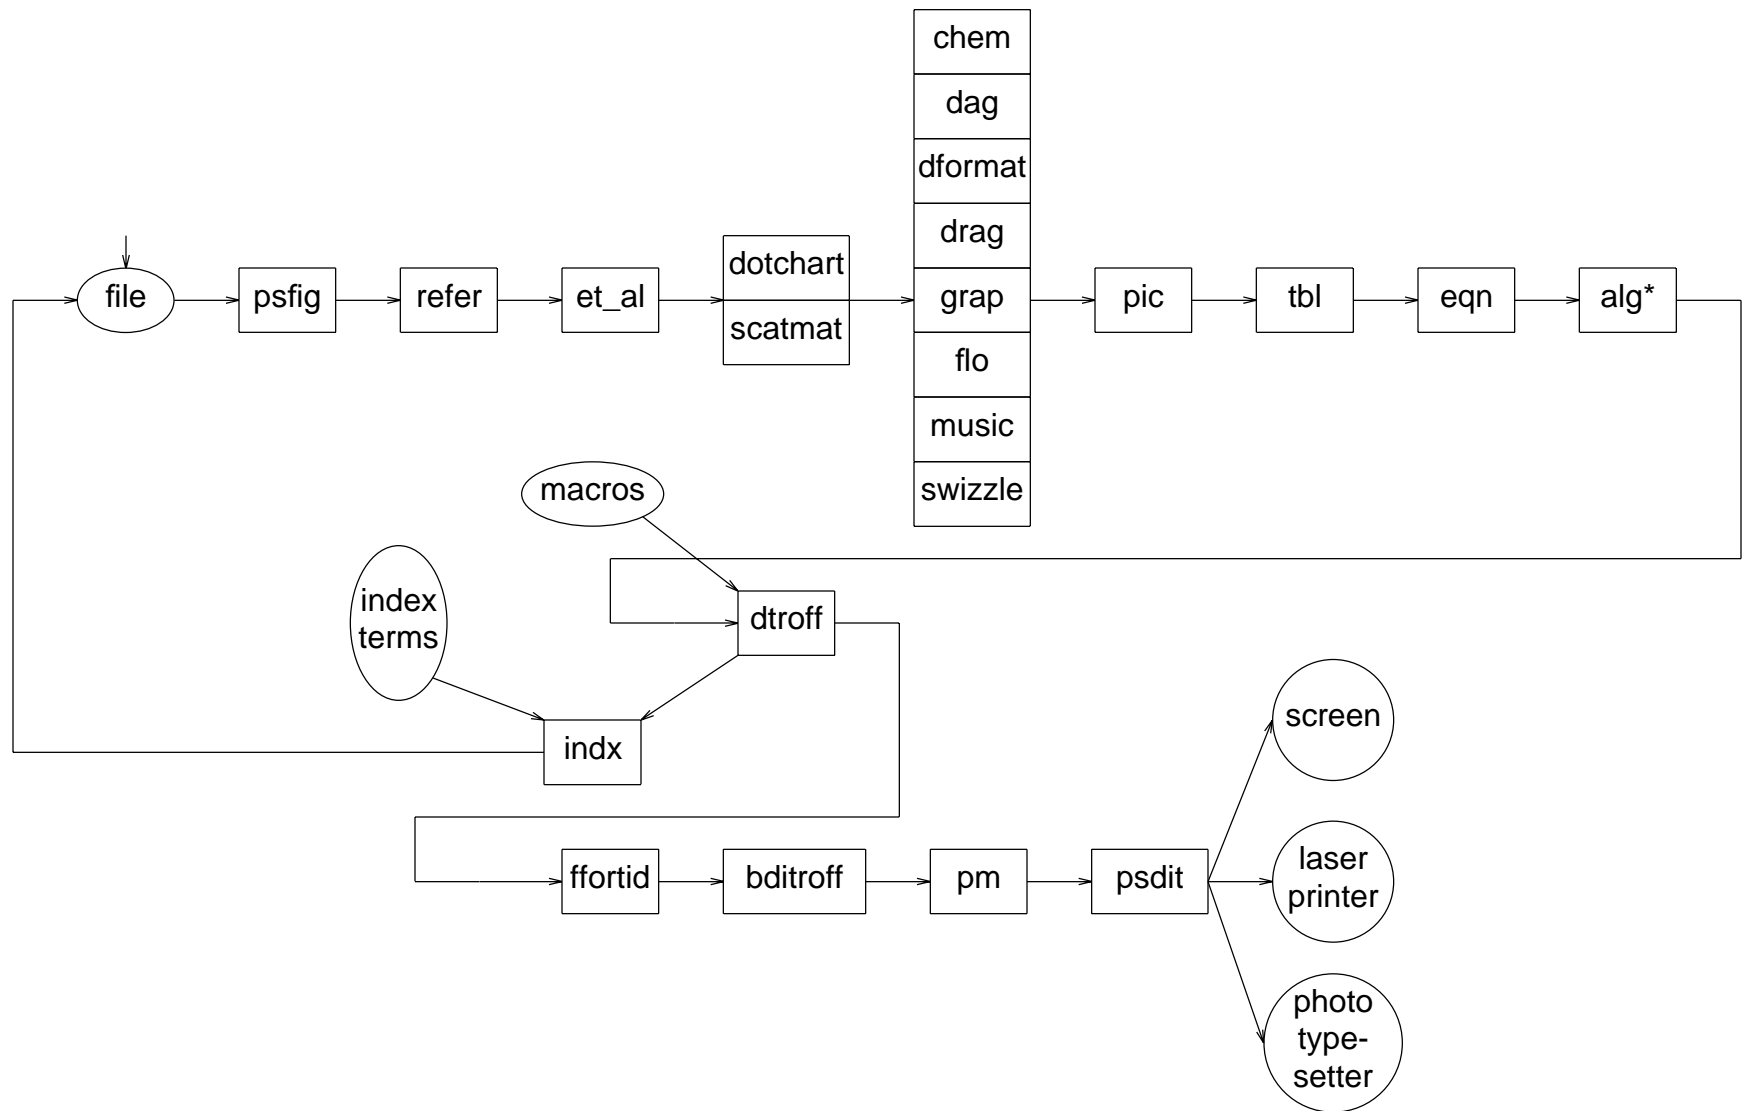 chem
dag
dformat
drag
file
psfig
refer
et_al
dotchart
scatmat
grap
pic
tbl
eqn
alg*
flo
music
swizzle
macros
index
terms
dtroff
indx
screen
ffortid
bditroff
pm
psdit
laser
printer
photo
type-
setter